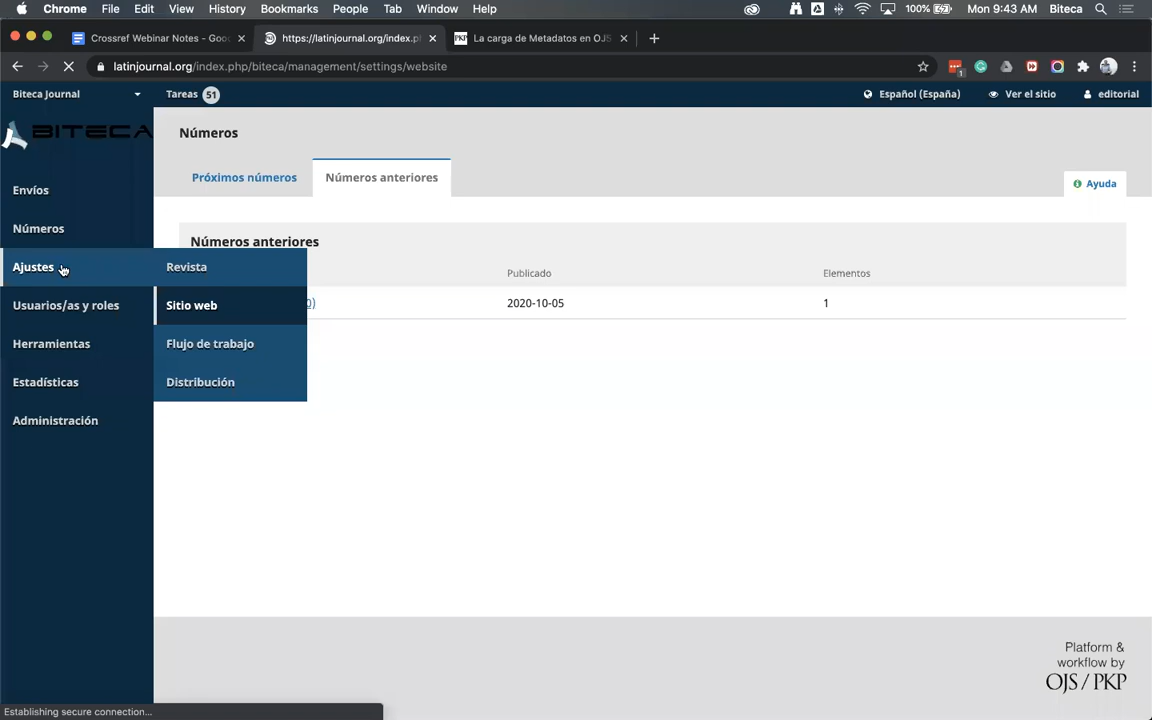 Chrome File Edit View History Bookmarks People Tab Window Help 100% Mon 9:43 AM Biteca
Crossref Webinar Notes - Goo
https://latinjournal.org/index.p
La carga de Metadatos en OJS
latinjournal.org/index.php/biteca/management/settings/website
1
Biteca Journal
Tareas 51
Español (España)
Ver el sitio
editorial
BITECA
Números
Próximos números
Números anteriores
Ayuda
Envíos
Números
Ajustes
Usuarios/as y roles
Herramientas
Estadísticas
Administración
Revista
Sitio web
Flujo de trabajo
Distribución
Números anteriores
Publicado
Elementos
0)
2020-10-05
1
Platform &
workflow by
OJS / PKP
Establishing secure connection...